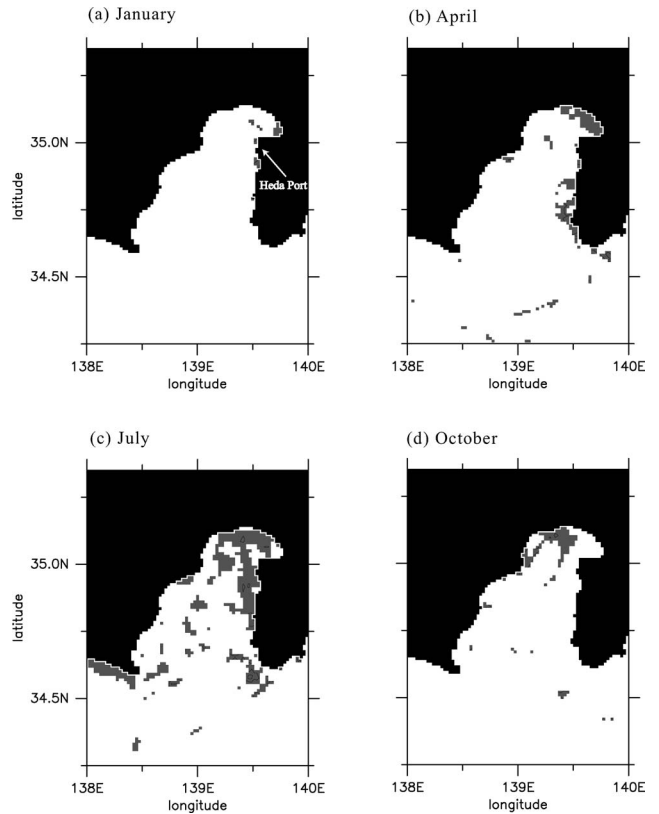 (a) January
(b) April
35.0N
34.5N
latitude
Heda Port
138E
139E
140E
longitude
138E
139E
140E
longitude
(c) July
(d) October
35.0N
34.5N
latitude
138E
139E
140E
longitude
138E
139E
140E
longitude